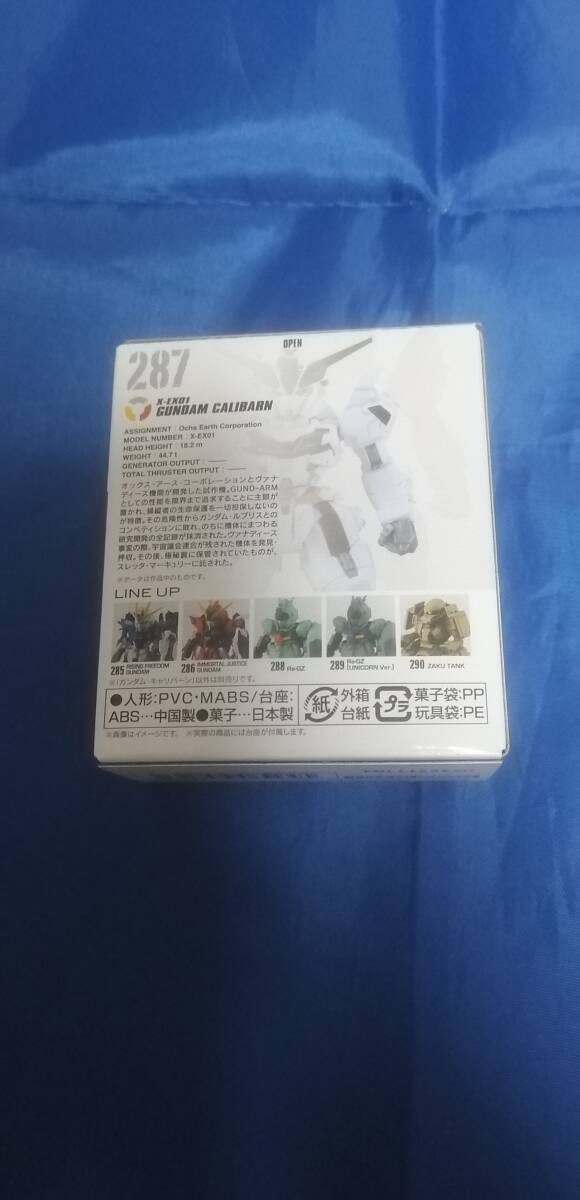 OPEN
287
X-EX01
GUNDAM CALIBARN
ASSIGNMENT : Ochs Earth Corporation
MODEL NUMBER : X-EX01
HEAD HEIGHT : 18.2 m
WEIGHT : 44.7 t
GENERATOR OUTPUT : ——
TOTAL THRUSTER OUTPUT : ——
オックス・アース・コーポレーションとヴァナ
ディース機関が開発した試作機。GUND-ARM
としての性能を限界まで追求することに主眼が
置かれ、操縦者の生命保護を一切担保しないの
が特徴。その危険性からガンダム・ルブリスとの
コンペティションに敗れ、のちに機体にまつわる
研究開発の全記録が抹消された。ヴァナディース
事変の際、宇宙議会連合が残された機体を発見・
押収。その後、極秘裏に保管されていたものが、
スレッタ・マーキュリーに託された。
※データは作品中のものです。
LINE UP
285 RISING FREEDOM GUNDAM
286 IMMORTAL JUSTICE GUNDAM
288 Re-GZ
289 Re-GZ [UNICORN Ver.]
290 ZAKU TANK
※「ガンダム・キャリバーン」以外は別売りです。
●人形:PVC・MABS/台座:
ABS…中国製●菓子…日本製
紙 外箱 台紙
プラ 菓子袋:PP 玩具袋:PE
※画像はイメージです。 ※実際の商品には台座が付属します。